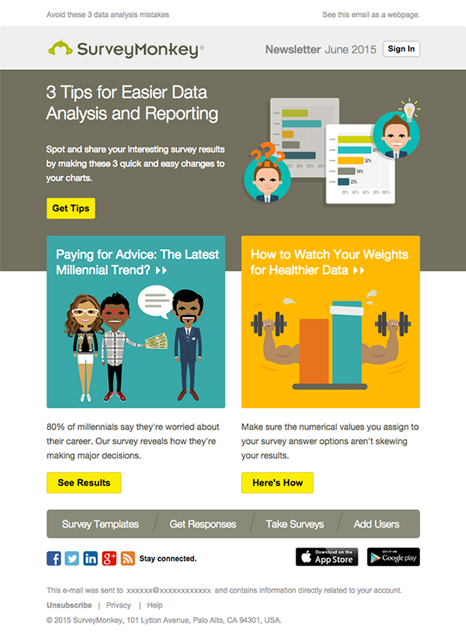 Avoid these 3 data analysis mistakes
See this email as a webpage.
SurveyMonkey®
Newsletter June 2015
Sign In
3 Tips for Easier Data
Analysis and Reporting
Spot and share your interesting survey results
by making these 3 quick and easy changes to
your charts.
Get Tips
???
Paying for Advice: The Latest
Millennial Trend?
How to Watch Your Weights
for Healthier Data
80% of millennials say they're worried about
their career. Our survey reveals how they're
making major decisions.
See Results
Make sure the numerical values you assign to
your survey answer options aren't skewing
your results.
Here's How
Survey Templates
Get Responses
Take Surveys
Add Users
Stay connected.
Download on the
App Store
GET IT ON
Google play
This e-mail was sent to xxxxxx@xxxxxxxxxxxx and contains information directly related to your account.
Unsubscribe | Privacy | Help
© 2015 SurveyMonkey, 101 Lytton Avenue, Palo Alto, CA 94301, USA.